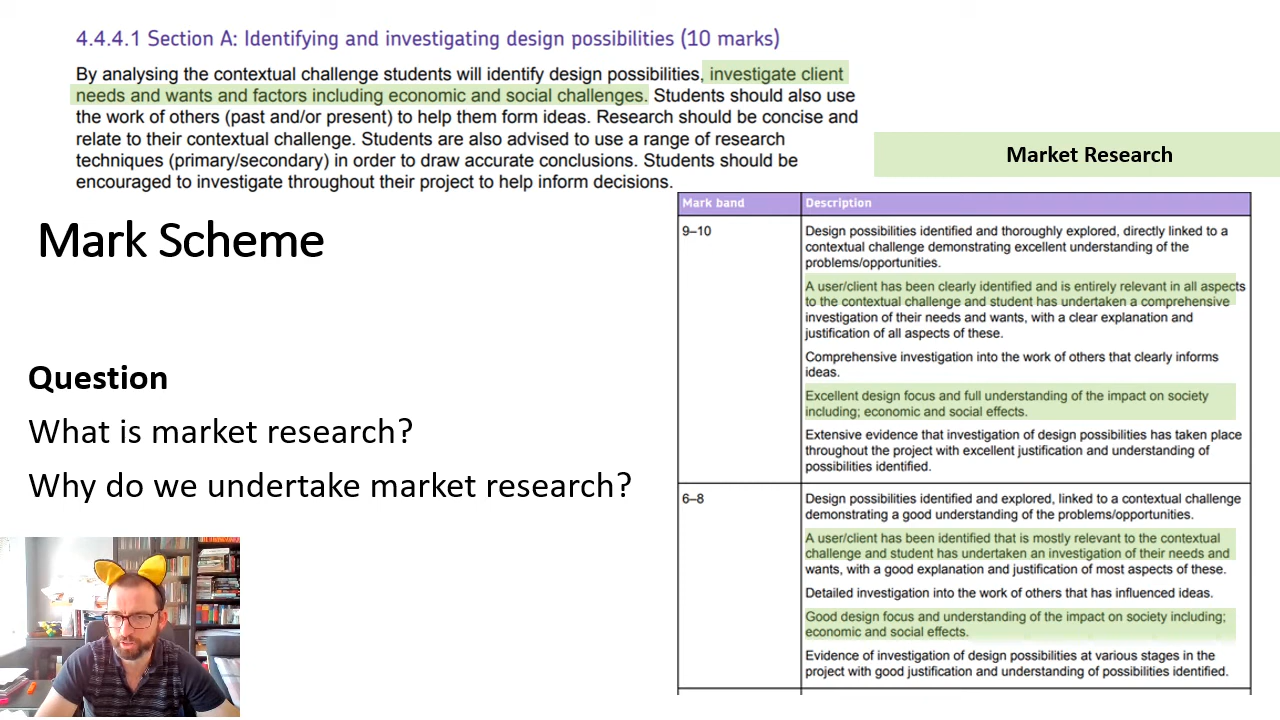 4.4.4.1 Section A: Identifying and investigating design possibilities (10 marks)
By analysing the contextual challenge students will identify design possibilities, investigate client
needs and wants and factors including economic and social challenges. Students should also use
the work of others (past and/or present) to help them form ideas. Research should be concise and
relate to their contextual challenge. Students are also advised to use a range of research
techniques (primary/secondary) in order to draw accurate conclusions. Students should be
encouraged to investigate throughout their project to help inform decisions.
Market Research
Mark Scheme
Question
What is market research?
Why do we undertake market research?
Mark band
Description
9–10
Design possibilities identified and thoroughly explored, directly linked to a
contextual challenge demonstrating excellent understanding of the
problems/opportunities.
A user/client has been clearly identified and is entirely relevant in all aspects
to the contextual challenge and student has undertaken a comprehensive
investigation of their needs and wants, with a clear explanation and
justification of all aspects of these.
Comprehensive investigation into the work of others that clearly informs
ideas.
Excellent design focus and full understanding of the impact on society
including; economic and social effects.
Extensive evidence that investigation of design possibilities has taken place
throughout the project with excellent justification and understanding of
possibilities identified.
6–8
Design possibilities identified and explored, linked to a contextual challenge
demonstrating a good understanding of the problems/opportunities.
A user/client has been identified that is mostly relevant to the contextual
challenge and student has undertaken an investigation of their needs and
wants, with a good explanation and justification of most aspects of these.
Detailed investigation into the work of others that has influenced ideas.
Good design focus and understanding of the impact on society including;
economic and social effects.
Evidence of investigation of design possibilities at various stages in the
project with good justification and understanding of possibilities identified.